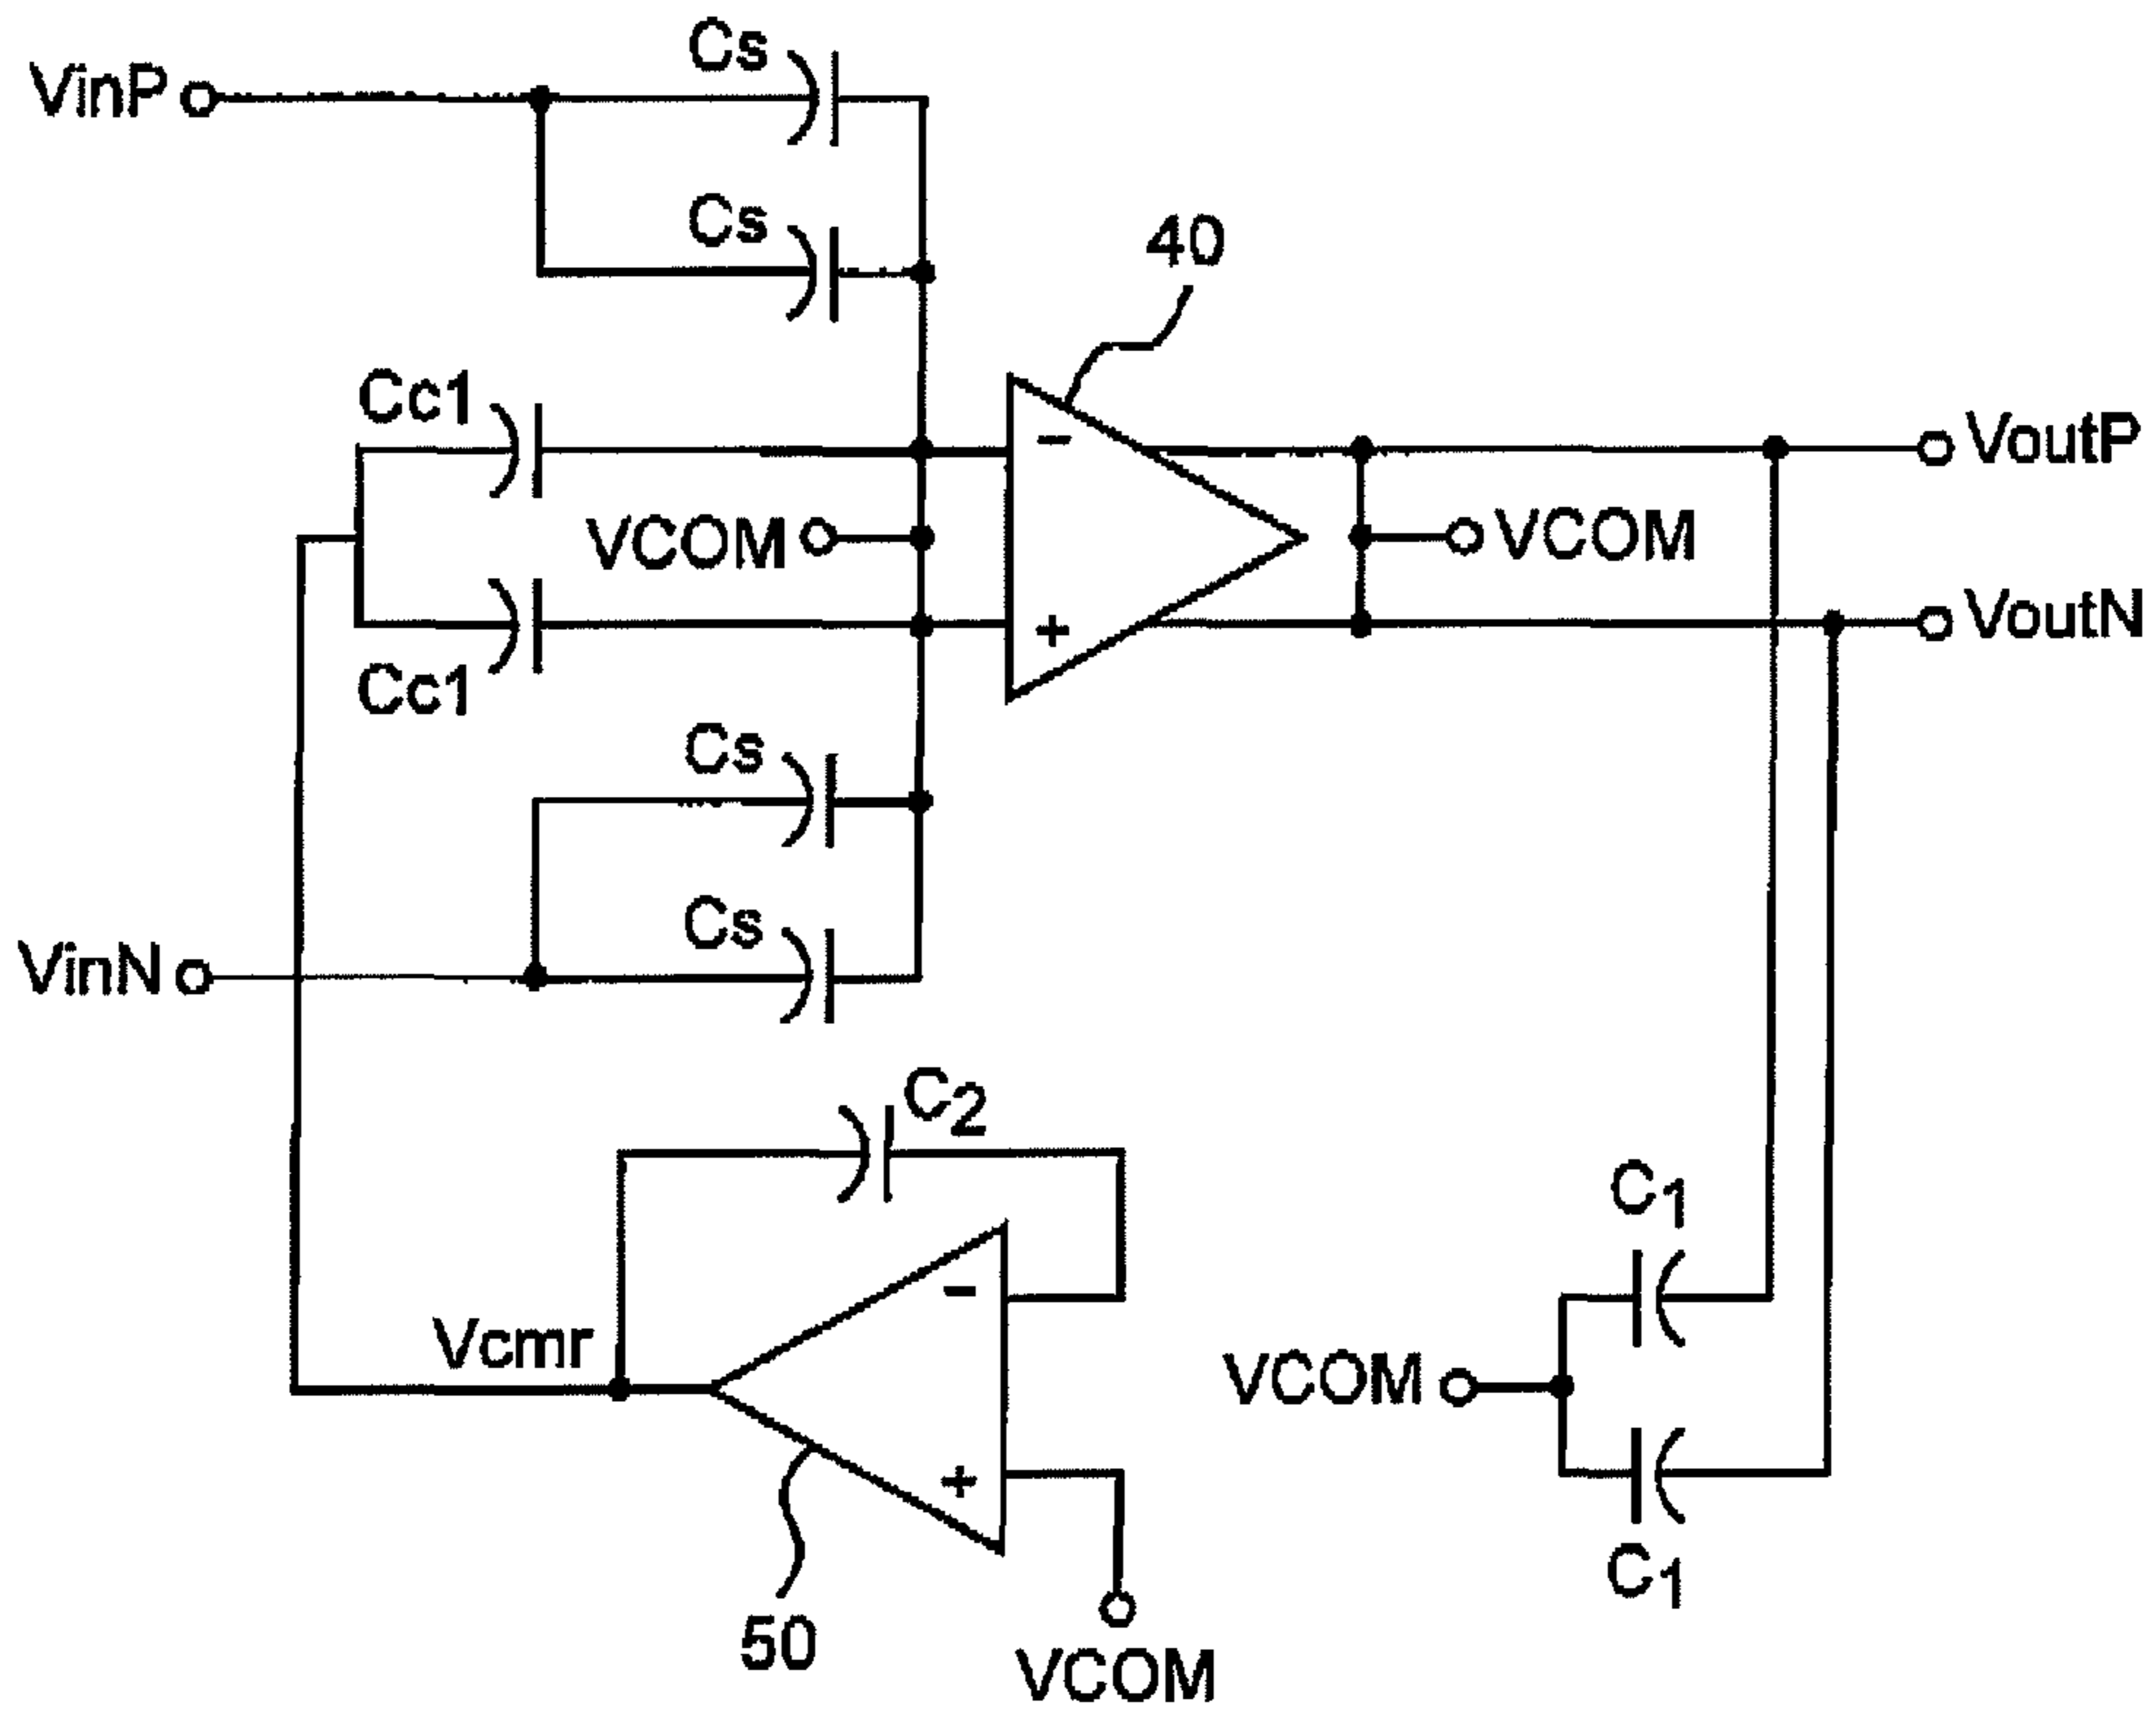 Cs
VinP
Cs
40
Cc1
VoutP
VCOM
VCOM
VoutN
Cc1
Cs
Cs
VinN
C2
C1
Vcmr
VCOM
C1
50
VCOM